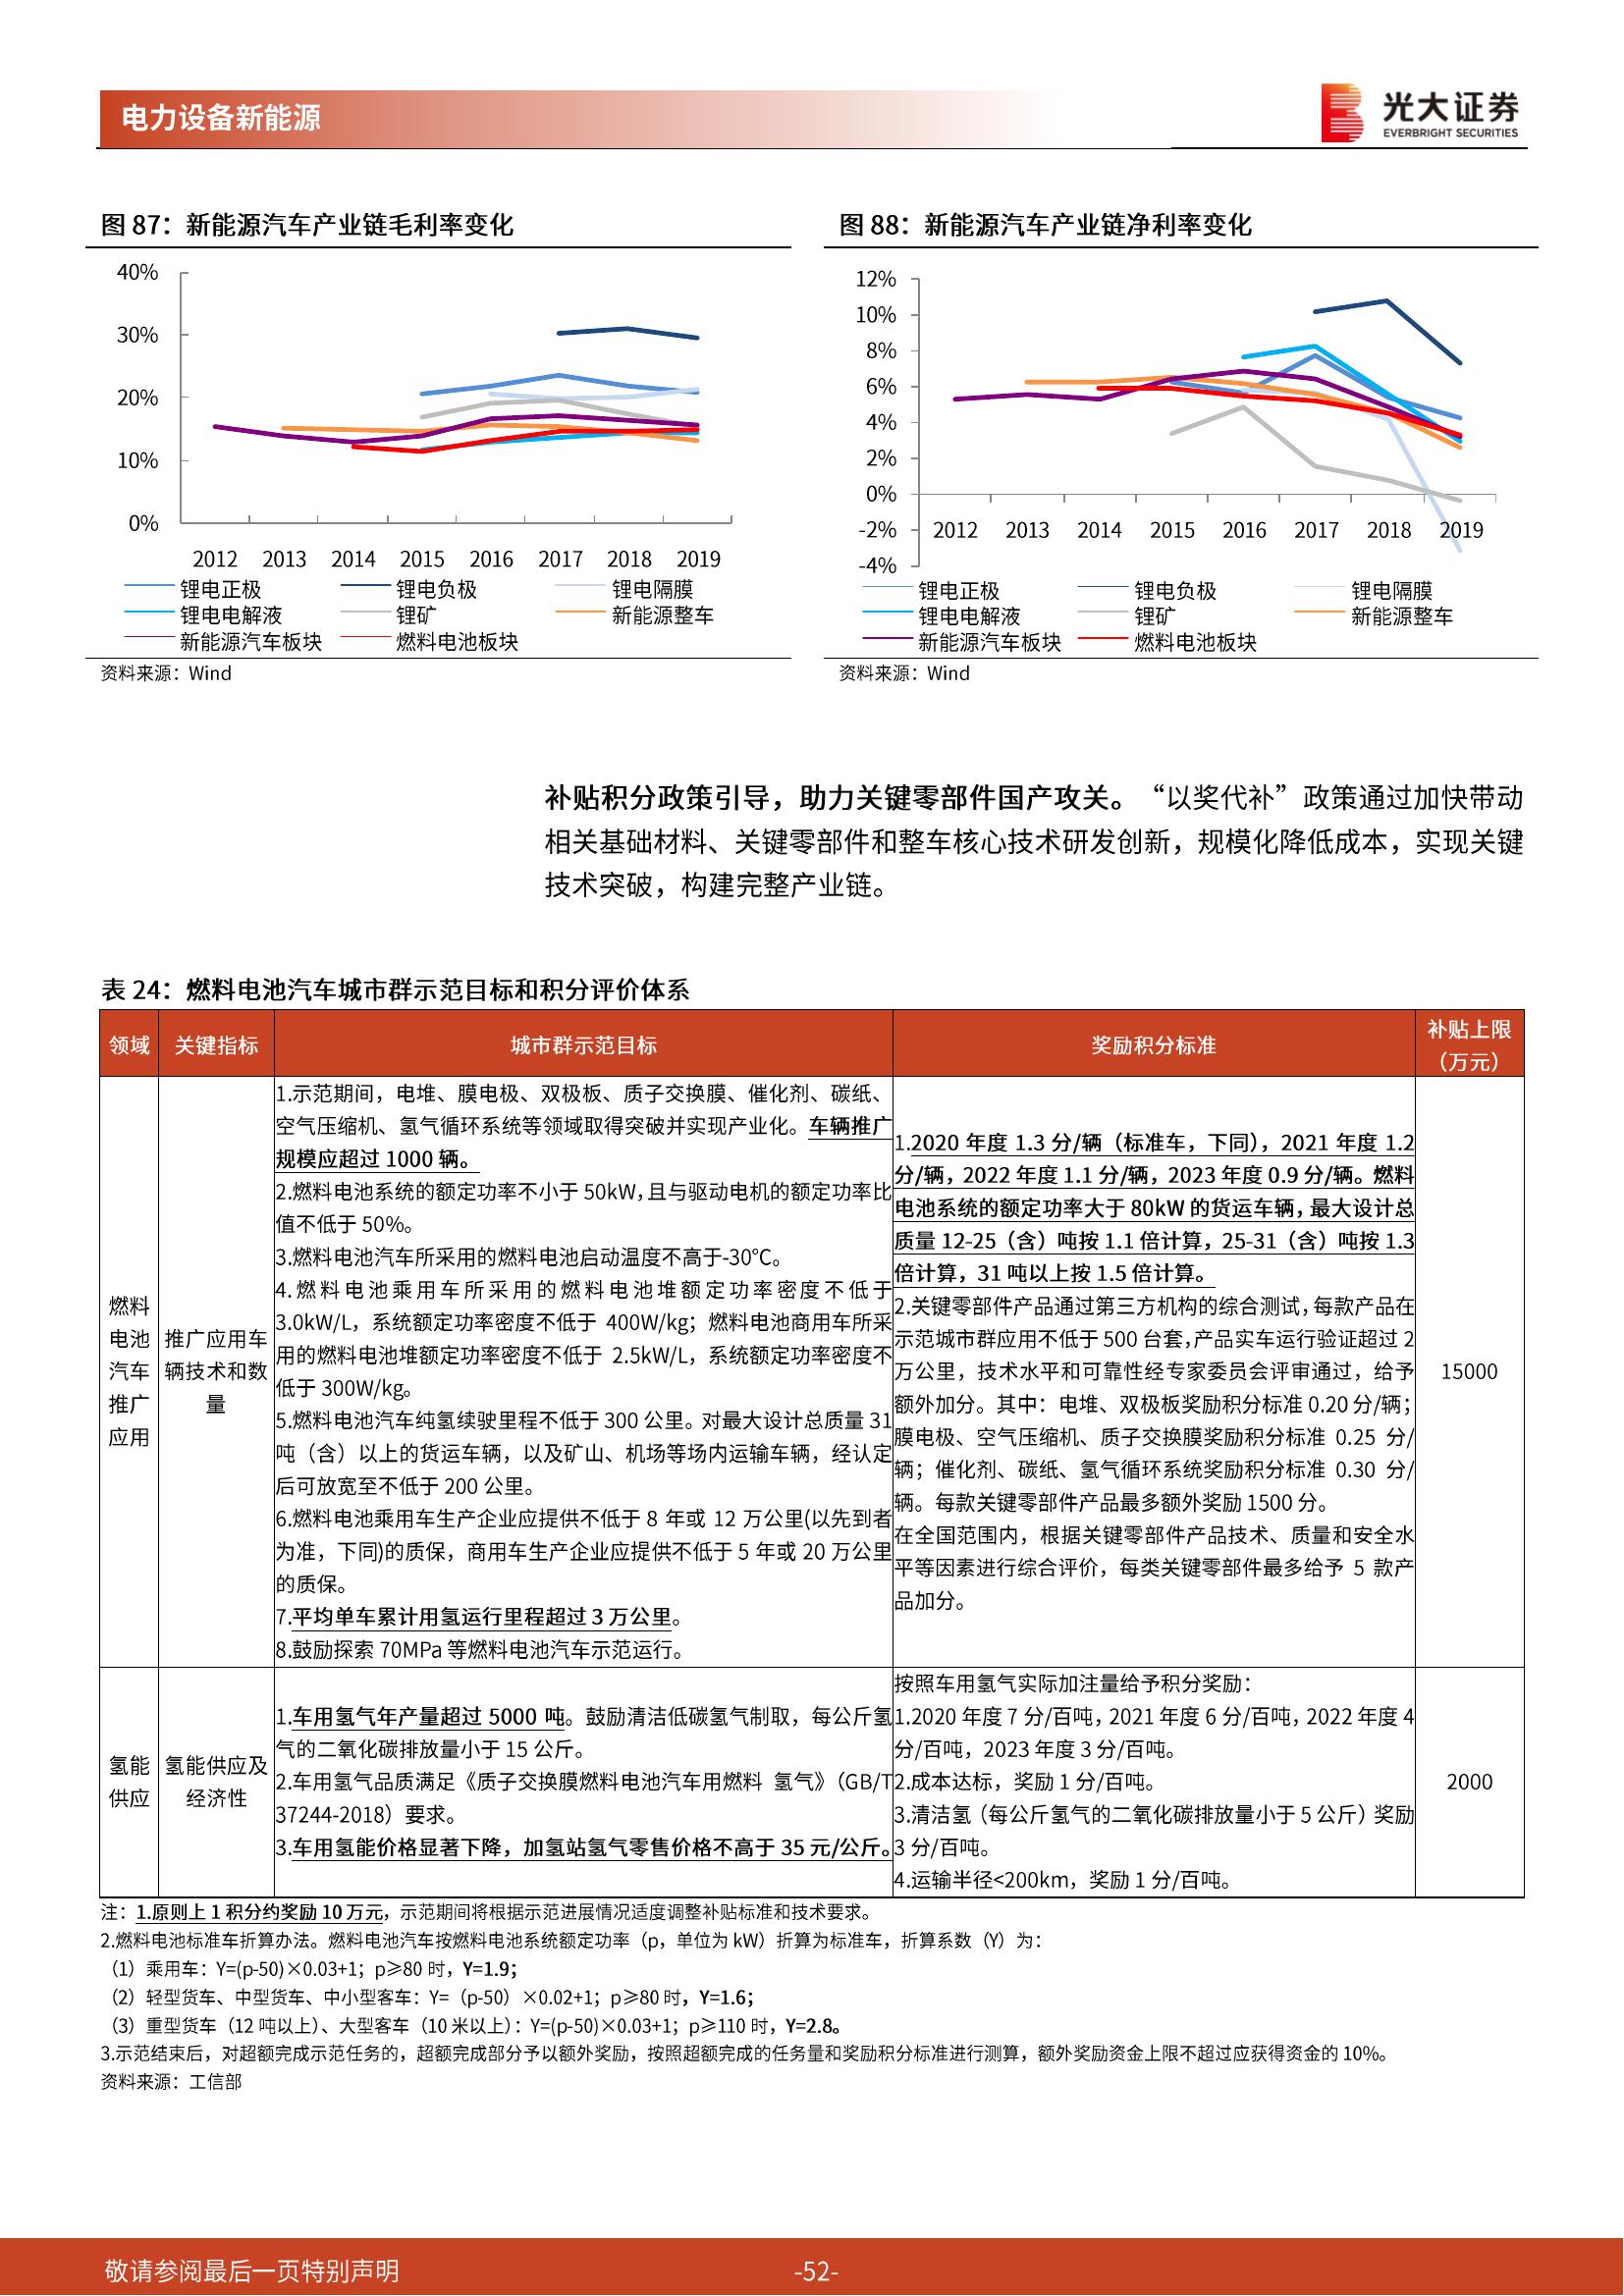 电力设备新能源
光大证券
EVERBRIGHT SECURITIES
图 87：新能源汽车产业链毛利率变化
40%
30%
20%
10%
0%
2012 2013 2014 2015 2016 2017 2018 2019
锂电正极 锂电负极 锂电隔膜
锂电电解液 锂矿 新能源整车
新能源汽车板块 燃料电池板块
资料来源：Wind
图 88：新能源汽车产业链净利率变化
12%
10%
8%
6%
4%
2%
0%
-2%
-4%
2012 2013 2014 2015 2016 2017 2018 2019
锂电正极 锂电负极 锂电隔膜
锂电电解液 锂矿 新能源整车
新能源汽车板块 燃料电池板块
资料来源：Wind
补贴积分政策引导，助力关键零部件国产攻关。“以奖代补”政策通过加快带动
相关基础材料、关键零部件和整车核心技术研发创新，规模化降低成本，实现关键
技术突破，构建完整产业链。
表 24：燃料电池汽车城市群示范目标和积分评价体系
领域 关键指标 城市群示范目标 奖励积分标准 补贴上限
（万元）
燃料
电池
汽车
推广
应用
推广应用车
辆技术和数
量
1.示范期间，电堆、膜电极、双极板、质子交换膜、催化剂、碳纸、
空气压缩机、氢气循环系统等领域取得突破并实现产业化。车辆推广
规模应超过 1000 辆。
2.燃料电池系统的额定功率不小于 50kW，且与驱动电机的额定功率比
值不低于 50%。
3.燃料电池汽车所采用的燃料电池启动温度不高于-30℃。
4.燃料电池乘用车所采用的燃料电池堆额定功率密度不低于
3.0kW/L，系统额定功率密度不低于 400W/kg；燃料电池商用车所采
用的燃料电池堆额定功率密度不低于 2.5kW/L，系统额定功率密度不
低于 300W/kg。
5.燃料电池汽车纯氢续驶里程不低于 300 公里。对最大设计总质量 31
吨（含）以上的货运车辆，以及矿山、机场等场内运输车辆，经认定
后可放宽至不低于 200 公里。
6.燃料电池乘用车生产企业应提供不低于 8 年或 12 万公里(以先到者
为准，下同)的质保，商用车生产企业应提供不低于 5 年或 20 万公里
的质保。
7.平均单车累计用氢运行里程超过 3 万公里。
8.鼓励探索 70MPa 等燃料电池汽车示范运行。
1.2020 年度 1.3 分/辆（标准车，下同），2021 年度 1.2
分/辆，2022 年度 1.1 分/辆，2023 年度 0.9 分/辆。燃料
电池系统的额定功率大于 80kW 的货运车辆，最大设计总
质量 12-25（含）吨按 1.1 倍计算，25-31（含）吨按 1.3
倍计算，31 吨以上按 1.5 倍计算。
2.关键零部件产品通过第三方机构的综合测试，每款产品在
示范城市群应用不低于 500 台套，产品实车运行验证超过 2
万公里，技术水平和可靠性经专家委员会评审通过，给予
额外加分。其中：电堆、双极板奖励积分标准 0.20 分/辆；
膜电极、空气压缩机、质子交换膜奖励积分标准 0.25 分/
辆；催化剂、碳纸、氢气循环系统奖励积分标准 0.30 分/
辆。每款关键零部件产品最多额外奖励 1500 分。
在全国范围内，根据关键零部件产品技术、质量和安全水
平等因素进行综合评价，每类关键零部件最多给予 5 款产
品加分。
15000
氢能
供应
氢能供应及
经济性
1.车用氢气年产量超过 5000 吨。鼓励清洁低碳氢气制取，每公斤氢
气的二氧化碳排放量小于 15 公斤。
2.车用氢气品质满足《质子交换膜燃料电池汽车用燃料 氢气》（GB/T
37244-2018）要求。
3.车用氢能价格显著下降，加氢站氢气零售价格不高于 35 元/公斤。
按照车用氢气实际加注量给予积分奖励：
1.2020 年度 7 分/百吨，2021 年度 6 分/百吨，2022 年度 4
分/百吨，2023 年度 3 分/百吨。
2.成本达标，奖励 1 分/百吨。
3.清洁氢（每公斤氢气的二氧化碳排放量小于 5 公斤）奖励
3 分/百吨。
4.运输半径<200km，奖励 1 分/百吨。
2000
注：1.原则上 1 积分约奖励 10 万元，示范期间将根据示范进展情况适度调整补贴标准和技术要求。
2.燃料电池标准车折算办法。燃料电池汽车按燃料电池系统额定功率（p，单位为 kW）折算为标准车，折算系数（Y）为：
（1）乘用车：Y=(p-50)×0.03+1；p≥80 时，Y=1.9；
（2）轻型货车、中型货车、中小型客车：Y=（p-50）×0.02+1；p≥80 时，Y=1.6；
（3）重型货车（12 吨以上）、大型客车（10 米以上）：Y=(p-50)×0.03+1；p≥110 时，Y=2.8。
3.示范结束后，对超额完成示范任务的，超额完成部分予以额外奖励，按照超额完成的任务量和奖励积分标准进行测算，额外奖励资金上限不超过应获得资金的 10%。
资料来源：工信部
敬请参阅最后一页特别声明
-52-